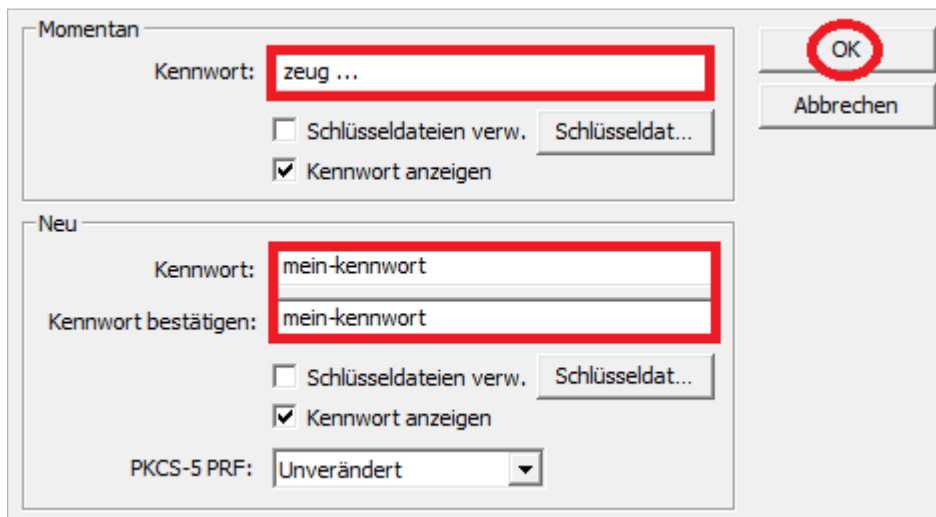 Momentan
Kennwort: zeug ...
Schlüsseldateien verw. Schlüsseldat...
Kennwort anzeigen
OK
Abbrechen
Neu
Kennwort: mein-kennwort
Kennwort bestätigen: mein-kennwort
Schlüsseldateien verw. Schlüsseldat...
Kennwort anzeigen
PKCS-5 PRF: Unverändert